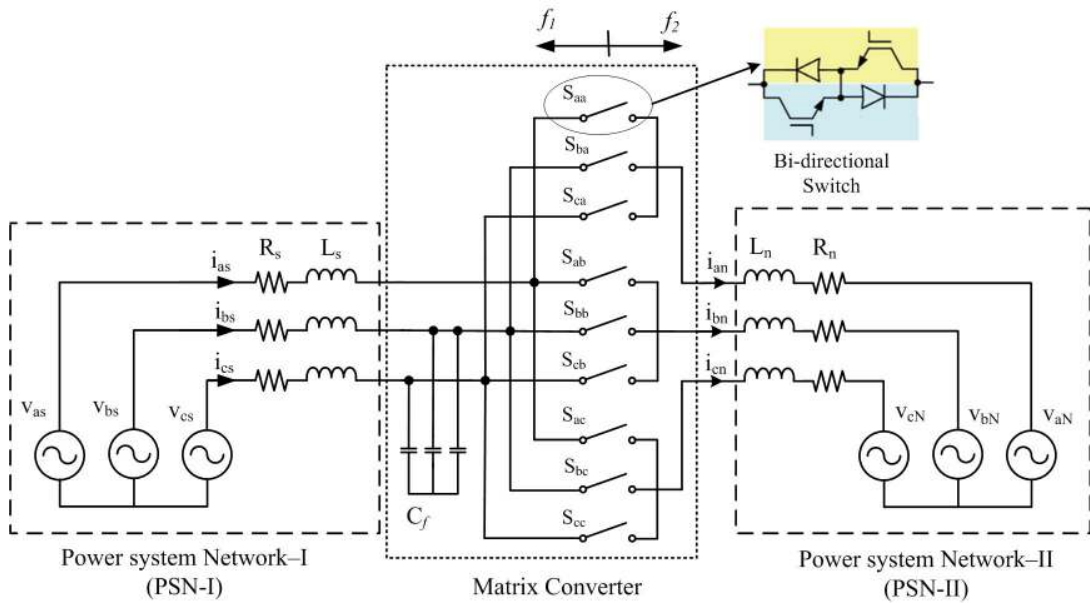 f1
f2
Saa
Sba
Sca
Bi-directional
Switch
Rs
Ls
ias
ibs
ics
vas
vbs
vcs
Cf
Sab
Sbb
Scb
Sac
Sbc
Scc
ian
ibn
icn
Ln
Rn
vcN
vbN
vaN
Power system Network–I
(PSN-I)
Matrix Converter
Power system Network–II
(PSN-II)